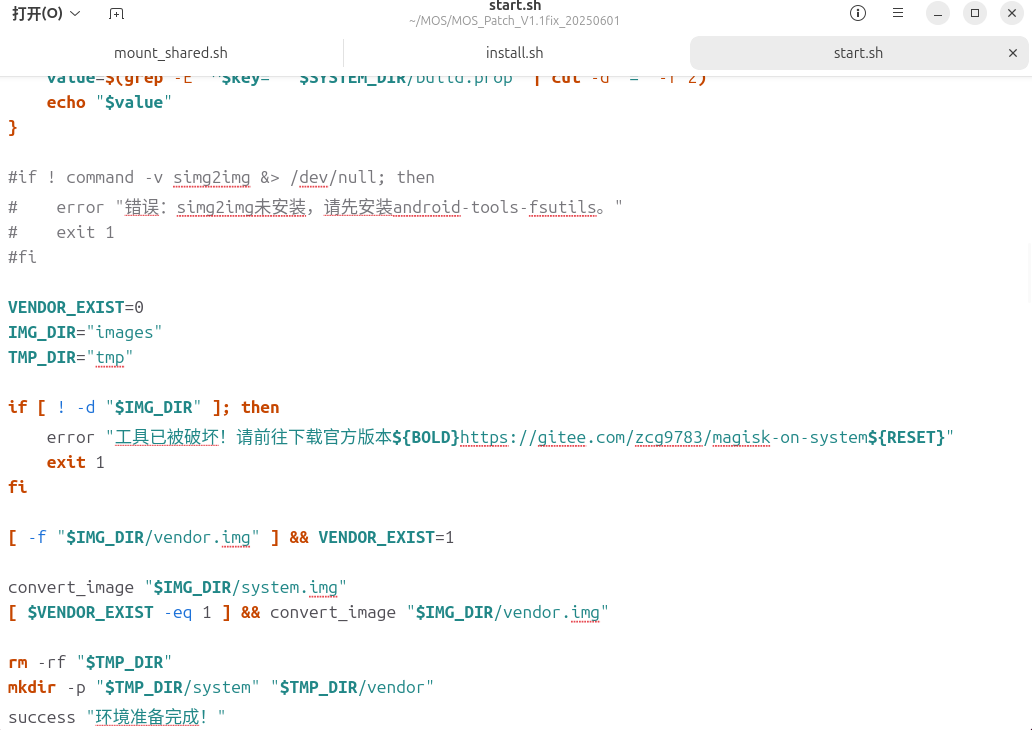 打开(O)
start.sh
~/MOS/MOS_Patch_V1.1fix_20250601
mount_shared.sh
install.sh
start.sh
value=$(grep -E "^$key=" "$SYSTEM_DIR/build.prop" | cut -d "=" -f 2)
echo "$value"
}
#if ! command -v simg2img &> /dev/null; then
#    error "错误：simg2img未安装，请先安装android-tools-fsutils。"
#    exit 1
#fi
VENDOR_EXIST=0
IMG_DIR="images"
TMP_DIR="tmp"
if [ ! -d "$IMG_DIR" ]; then
error "工具已被破坏！请前往下载官方版本${BOLD}https://gitee.com/zcg9783/magisk-on-system${RESET}"
exit 1
fi
[ -f "$IMG_DIR/vendor.img" ] && VENDOR_EXIST=1
convert_image "$IMG_DIR/system.img"
[ $VENDOR_EXIST -eq 1 ] && convert_image "$IMG_DIR/vendor.img"
rm -rf "$TMP_DIR"
mkdir -p "$TMP_DIR/system" "$TMP_DIR/vendor"
success "环境准备完成！"